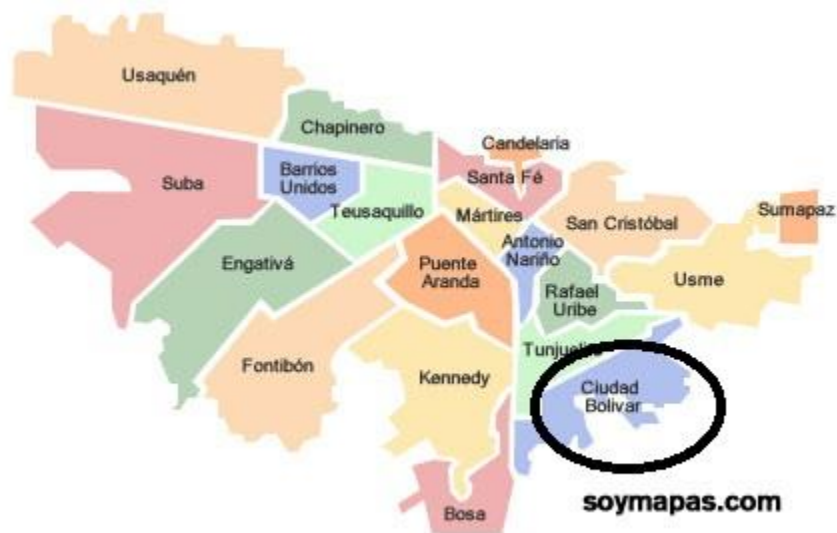 Usaquén
Chapinero
Candelaria
Suba
Barrios
Unidos
Santa Fé
Teusaquillo
Mártires
San Cristóbal
Sumapaz
Antonio
Nariño
Engativá
Puente
Aranda
Rafael
Uribe
Usme
Fontibón
Kennedy
Ciudad
Bolivar
Bosa
soymapas.com